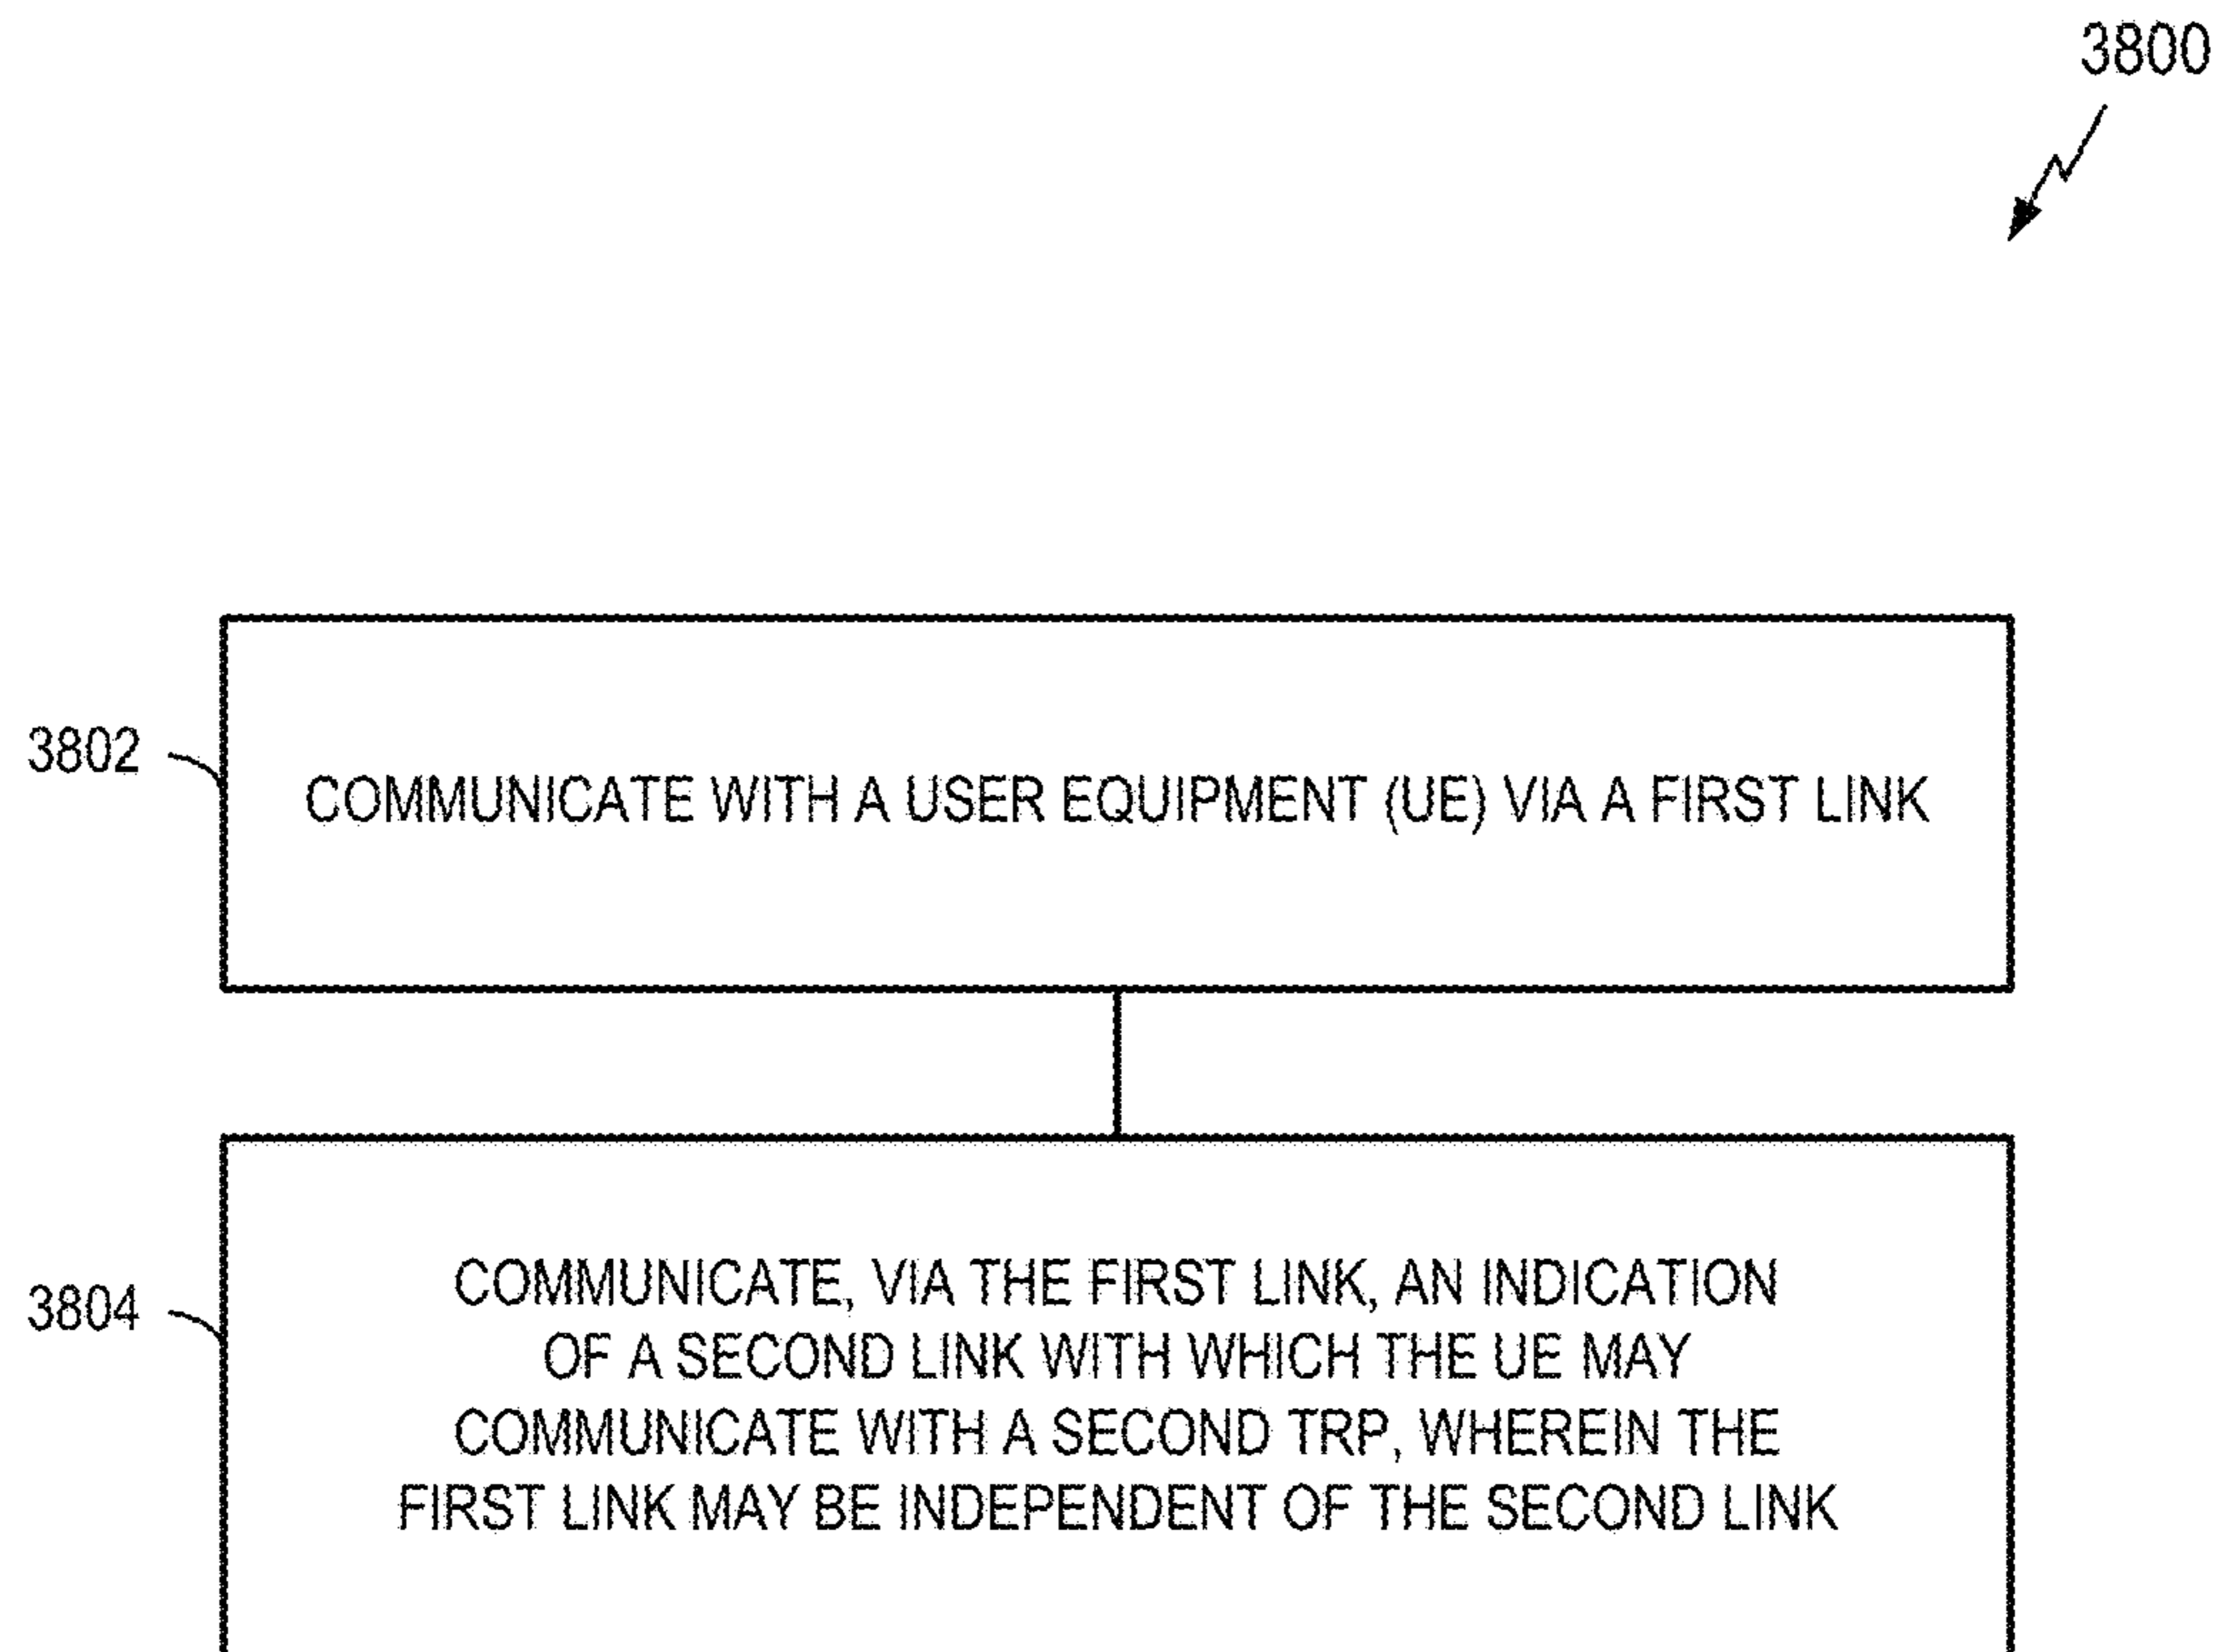 3800
3802
COMMUNICATE WITH A USER EQUIPMENT (UE) VIA A FIRST LINK
3804
COMMUNICATE, VIA THE FIRST LINK, AN INDICATION
OF A SECOND LINK WITH WHICH THE UE MAY
COMMUNICATE WITH A SECOND TRP, WHEREIN THE
FIRST LINK MAY BE INDEPENDENT OF THE SECOND LINK